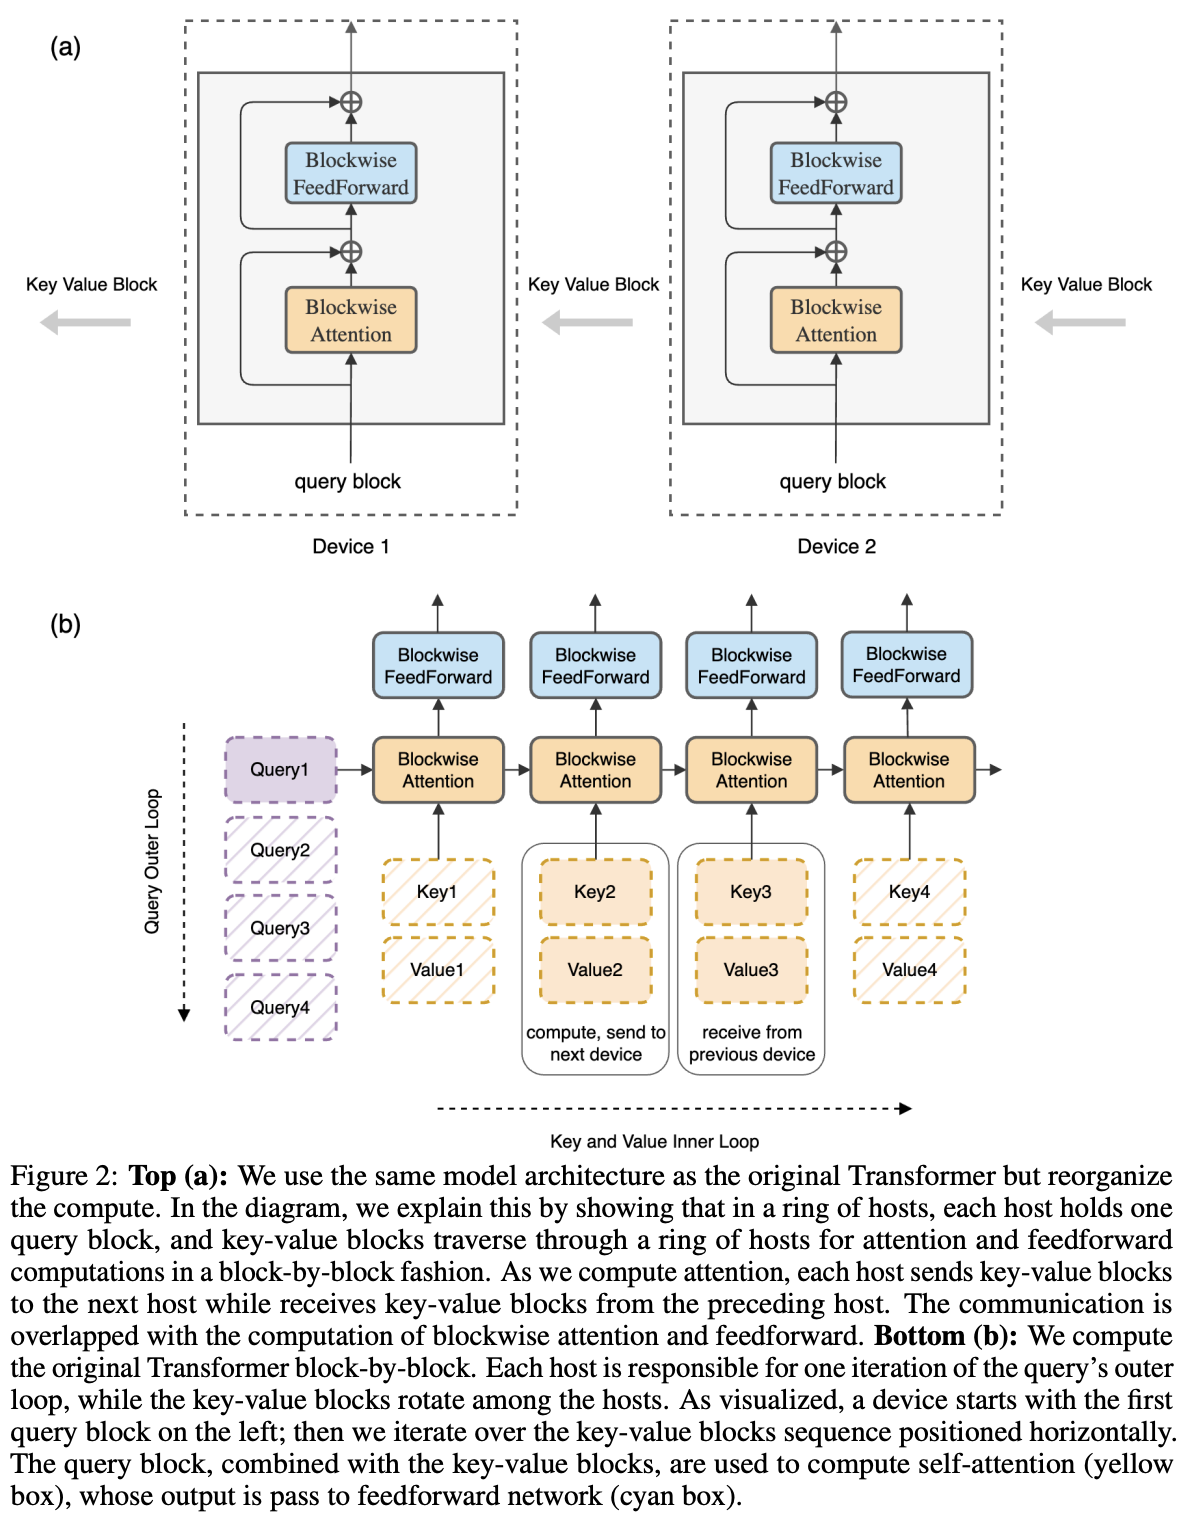 (a)
Blockwise
FeedForward
Blockwise
FeedForward
Key Value Block
Key Value Block
Key Value Block
Blockwise
Attention
Blockwise
Attention
query block
query block
Device 1
Device 2
(b)
Blockwise
FeedForward
Blockwise
FeedForward
Blockwise
FeedForward
Blockwise
FeedForward
Query Outer Loop
Query1
Query2
Query3
Query4
Blockwise
Attention
Blockwise
Attention
Blockwise
Attention
Blockwise
Attention
Key1
Value1
Key2
Value2
compute, send to
next device
Key3
Value3
receive from
previous device
Key4
Value4
Key and Value Inner Loop
Figure 2: Top (a): We use the same model architecture as the original Transformer but reorganize
the compute. In the diagram, we explain this by showing that in a ring of hosts, each host holds one
query block, and key-value blocks traverse through a ring of hosts for attention and feedforward
computations in a block-by-block fashion. As we compute attention, each host sends key-value blocks
to the next host while receives key-value blocks from the preceding host. The communication is
overlapped with the computation of blockwise attention and feedforward. Bottom (b): We compute
the original Transformer block-by-block. Each host is responsible for one iteration of the query's outer
loop, while the key-value blocks rotate among the hosts. As visualized, a device starts with the first
query block on the left; then we iterate over the key-value blocks sequence positioned horizontally.
The query block, combined with the key-value blocks, are used to compute self-attention (yellow
box), whose output is pass to feedforward network (cyan box).